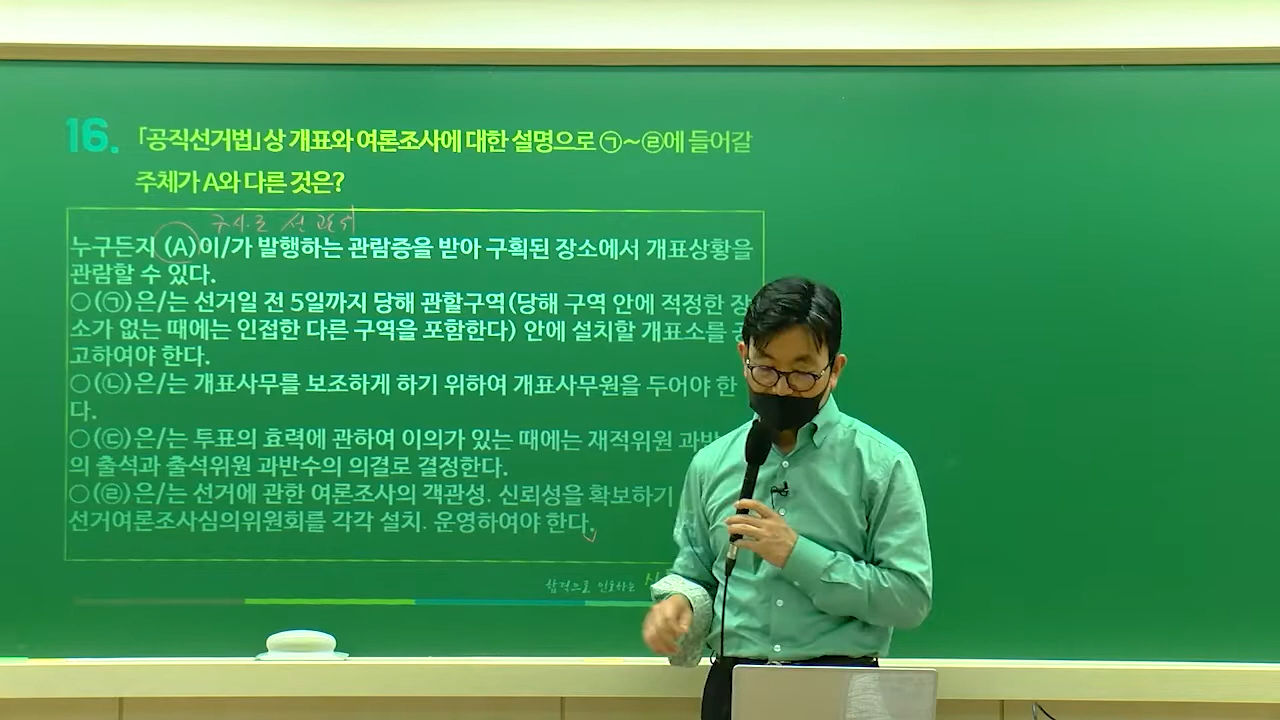 16. 「공직선거법」상 개표와 여론조사에 대한 설명으로 ㉠~㉣에 들어갈
주체가 A와 다른 것은?
구·시·군 선관위
누구든지 (A)이/가 발행하는 관람증을 받아 구획된 장소에서 개표상황을
관람할 수 있다.
○(㉠)은/는 선거일 전 5일까지 당해 관할구역(당해 구역 안에 적정한 장
소가 없는 때에는 인접한 다른 구역을 포함한다) 안에 설치할 개표소를 공
고하여야 한다.
○(㉡)은/는 개표사무를 보조하게 하기 위하여 개표사무원을 두어야 한
다.
○(㉢)은/는 투표의 효력에 관하여 이의가 있는 때에는 재적위원 과반
의 출석과 출석위원 과반수의 의결로 결정한다.
○(㉣)은/는 선거에 관한 여론조사의 객관성. 신뢰성을 확보하기
선거여론조사심의위원회를 각각 설치. 운영하여야 한다.
합격으로 인도하는